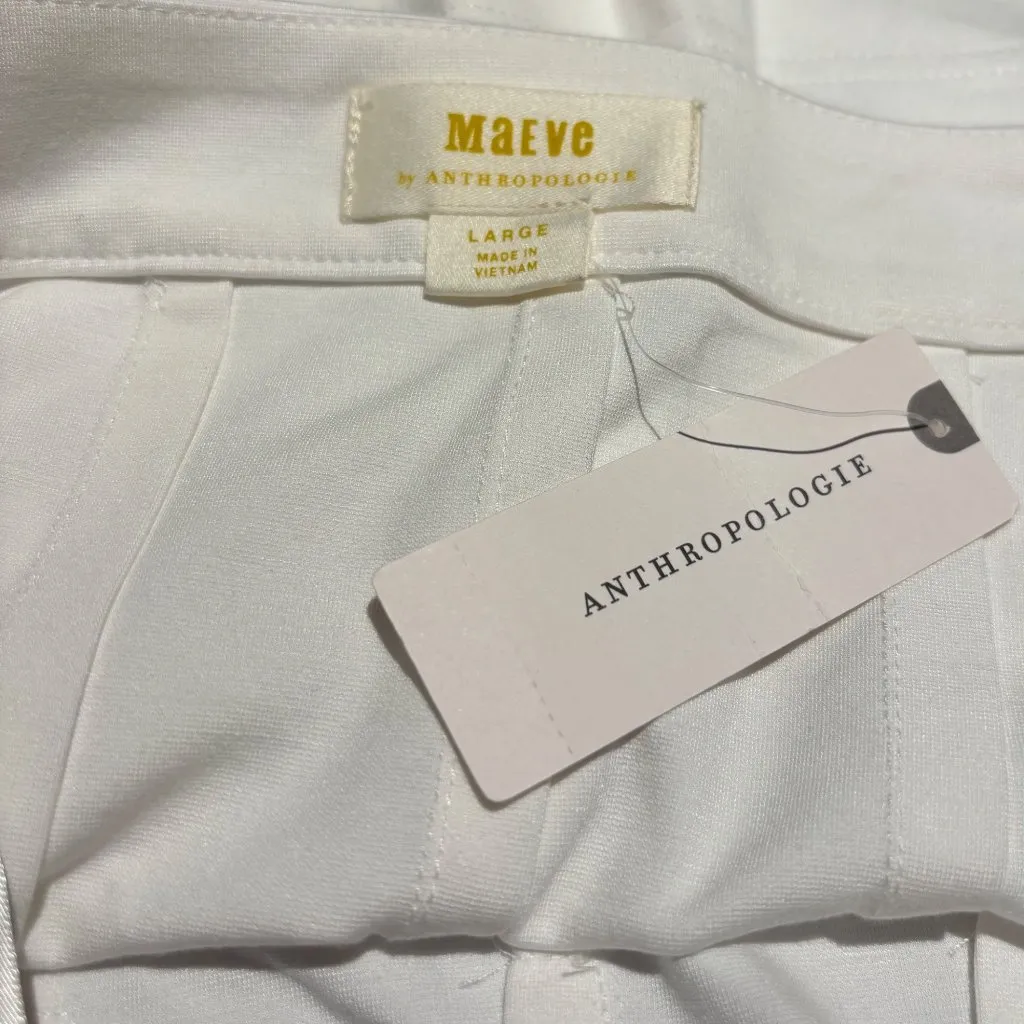 MaEVe
by ANTHROPOLOGIE
LARGE
MADE IN
VIETNAM
ANTHROPOLOGIE